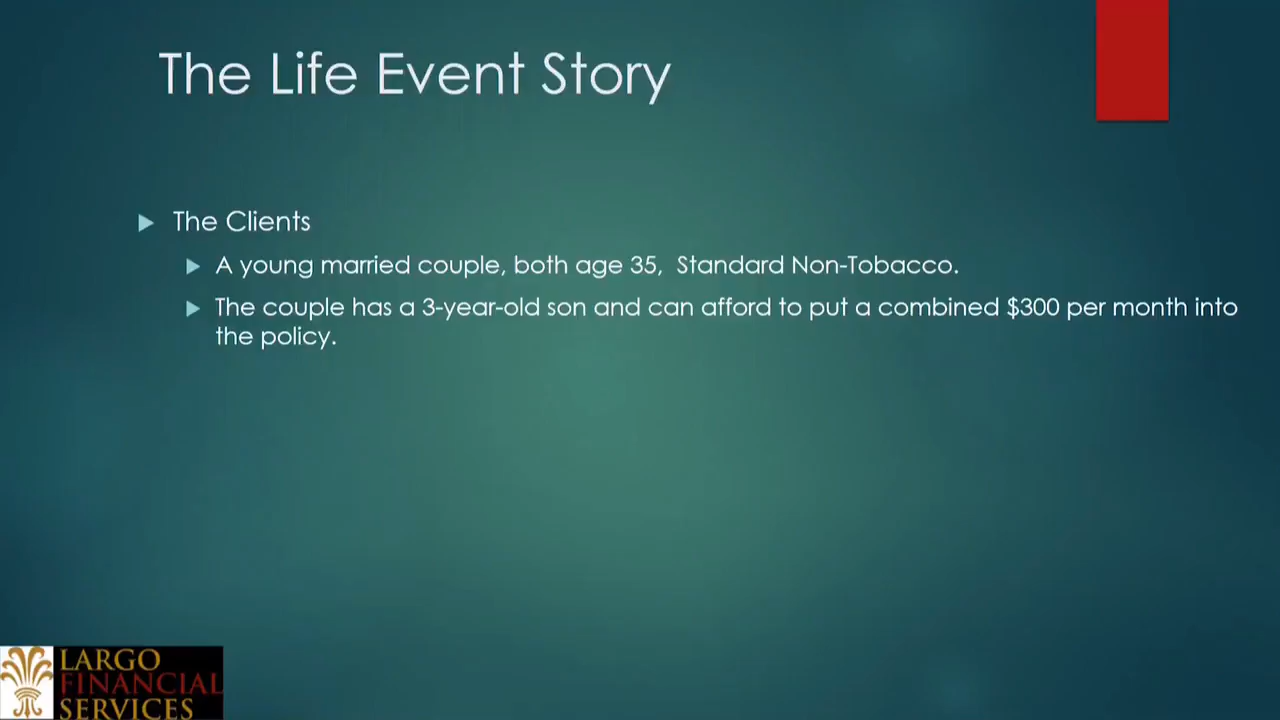 The Life Event Story
The Clients
A young married couple, both age 35, Standard Non-Tobacco.
The couple has a 3-year-old son and can afford to put a combined $300 per month into
the policy.
LARGO
FINANCIAL
SERVICES